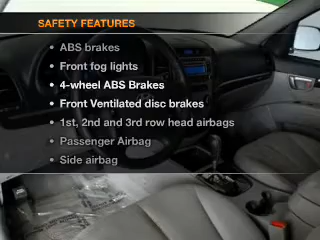 SAFETY FEATURES
• ABS brakes
• Front fog lights
• 4-wheel ABS Brakes
• Front Ventilated disc brakes
• 1st, 2nd and 3rd row head airbags
• Passenger Airbag
• Side airbag